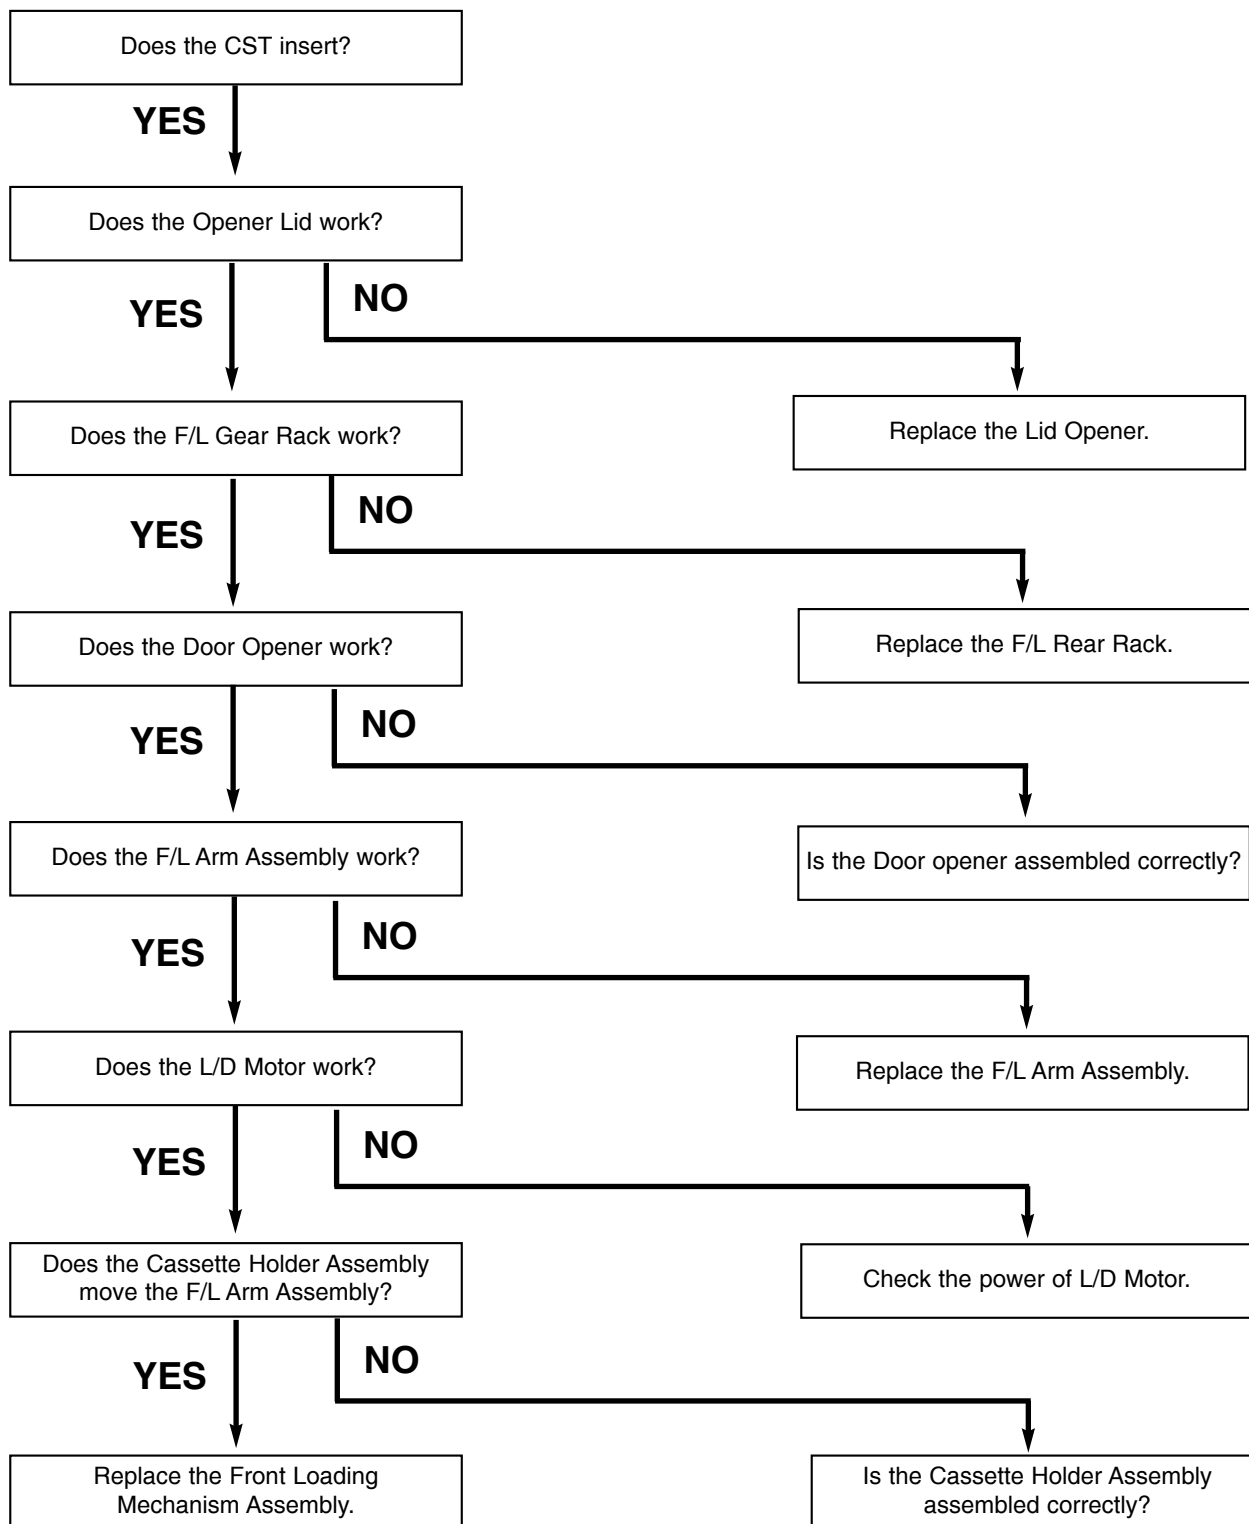 Does the CST insert?
YES
Does the Opener Lid work?
YES
NO
Does the F/L Gear Rack work?
Replace the Lid Opener.
YES
NO
Does the Door Opener work?
Replace the F/L Rear Rack.
YES
NO
Does the F/L Arm Assembly work?
Is the Door opener assembled correctly?
YES
NO
Does the L/D Motor work?
Replace the F/L Arm Assembly.
YES
NO
Does the Cassette Holder Assembly
move the F/L Arm Assembly?
Check the power of L/D Motor.
YES
NO
Replace the Front Loading
Mechanism Assembly.
Is the Cassette Holder Assembly
assembled correctly?